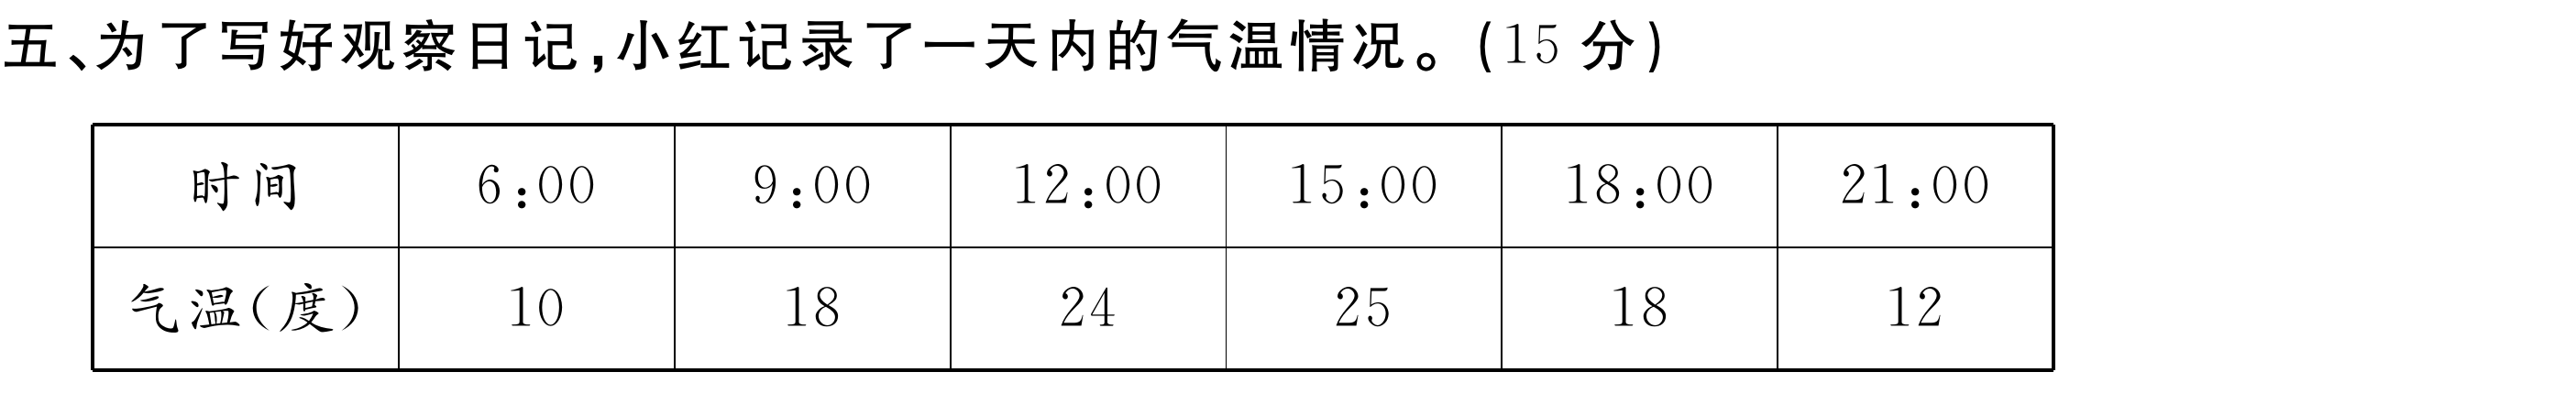 五、为了写好观察日记,小红记录了一天内的气温情况。(15 分)
时间 6:00 9:00 12:00 15:00 18:00 21:00
气温(度) 10 18 24 25 18 12